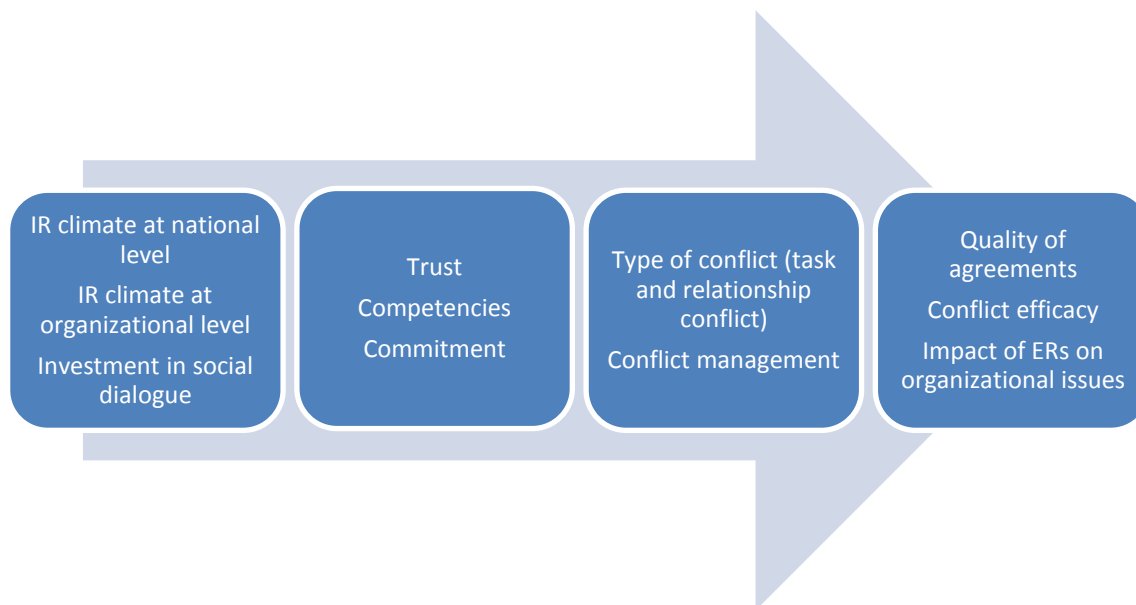 IR climate at national
level
IR climate at
organizational level
Investment in social
dialogue
Trust
Competencies
Commitment
Type of conflict (task
and relationship
conflict)
Conflict management
Quality of
agreements
Conflict efficacy
Impact of ERs on
organizational issues